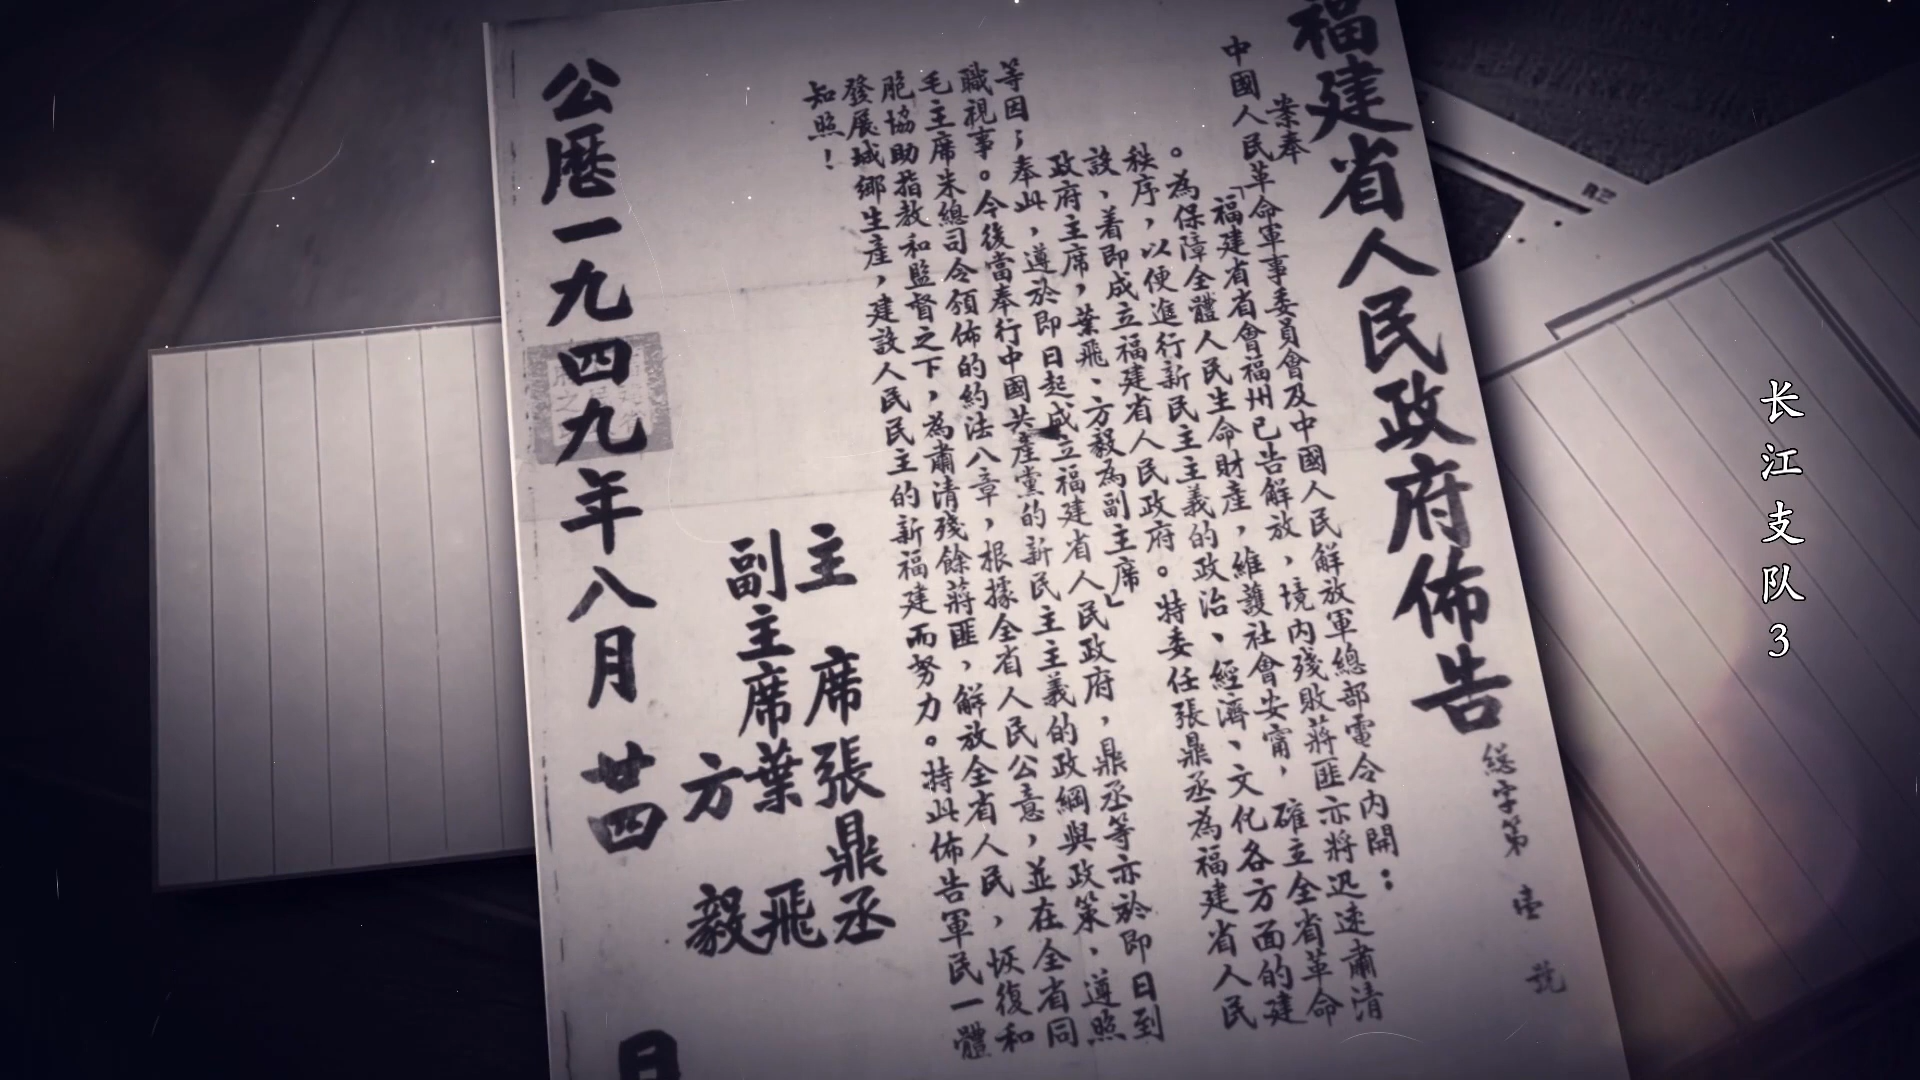 福建省人民政府佈告
總字第壹號
案奉
中國人民革命軍事委員會及中國人民解放軍總部電令內開：
「福建省省會福州已告解放，境內殘敗蔣匪亦將迅速肅清
。為保障全體人民生命財產，維護社會安甯，確立全省革命
秩序，以便進行新民主主義的政治、經濟、文化各方面的建
設，着即成立福建省人民政府。特委任張鼎丞為福建省人民
政府主席，葉飛、方毅為副主席」
等因；奉此，遵於即日起成立福建省人民政府，鼎丞等亦於即日到
職視事。今後當奉行中國共產黨的新民主主義的政綱與政策，遵照
毛主席朱總司令頒佈的約法八章，根據全省人民公意，並在全省同
胞協助指教和監督之下，為肅清殘餘蔣匪，解放全省人民，恢復和
發展城鄉生產，建設人民民主的新福建而努力。特此佈告軍民一體
知照！
主席張鼎丞
副主席葉飛
方毅
公曆一九四九年八月廿四日
长江支队3